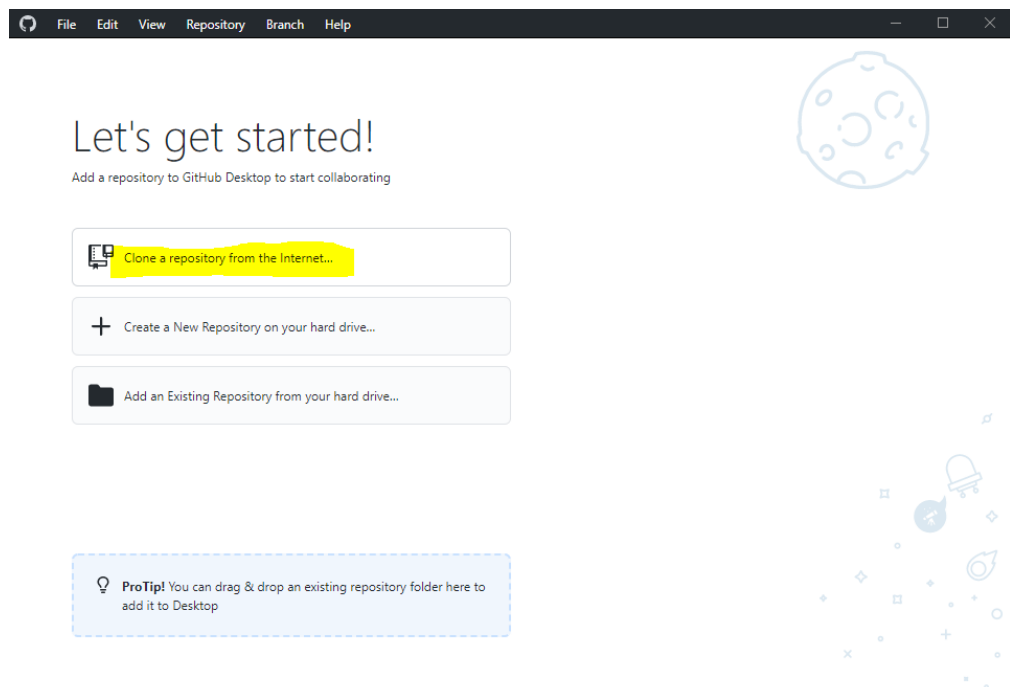 File Edit View Repository Branch Help
Let's get started!
Add a repository to GitHub Desktop to start collaborating
Clone a repository from the Internet...
Create a New Repository on your hard drive...
Add an Existing Repository from your hard drive...
ProTip! You can drag & drop an existing repository folder here to
add it to Desktop